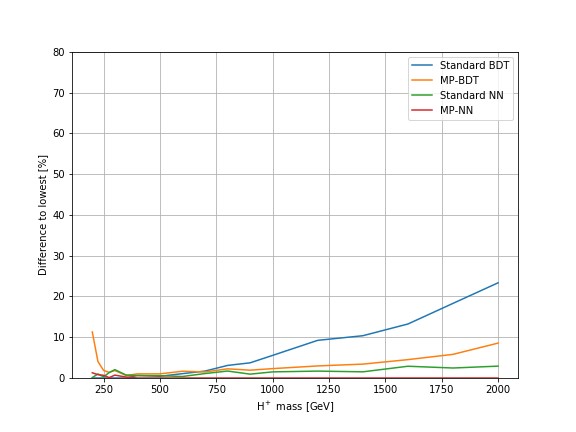 80
70
60
50
40
30
20
10
0
Difference to lowest [%]
Standard BDT
MP-BDT
Standard NN
MP-NN
250 500 750 1000 1250 1500 1750 2000
H+ mass [GeV]